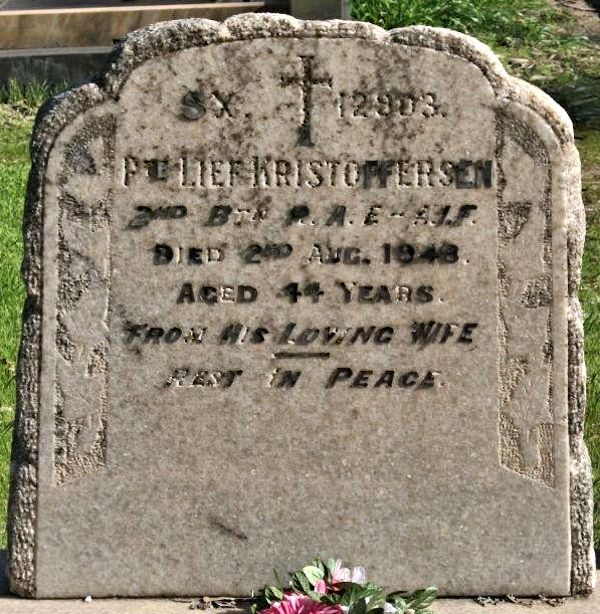 SX. 12903.
PTE LIEF KRISTOFFERSEN
2ND BTN R.A.E - A.I.F.
DIED 2ND AUG. 1948.
AGED 44 YEARS.
FROM HIS LOVING WIFE
REST IN PEACE.